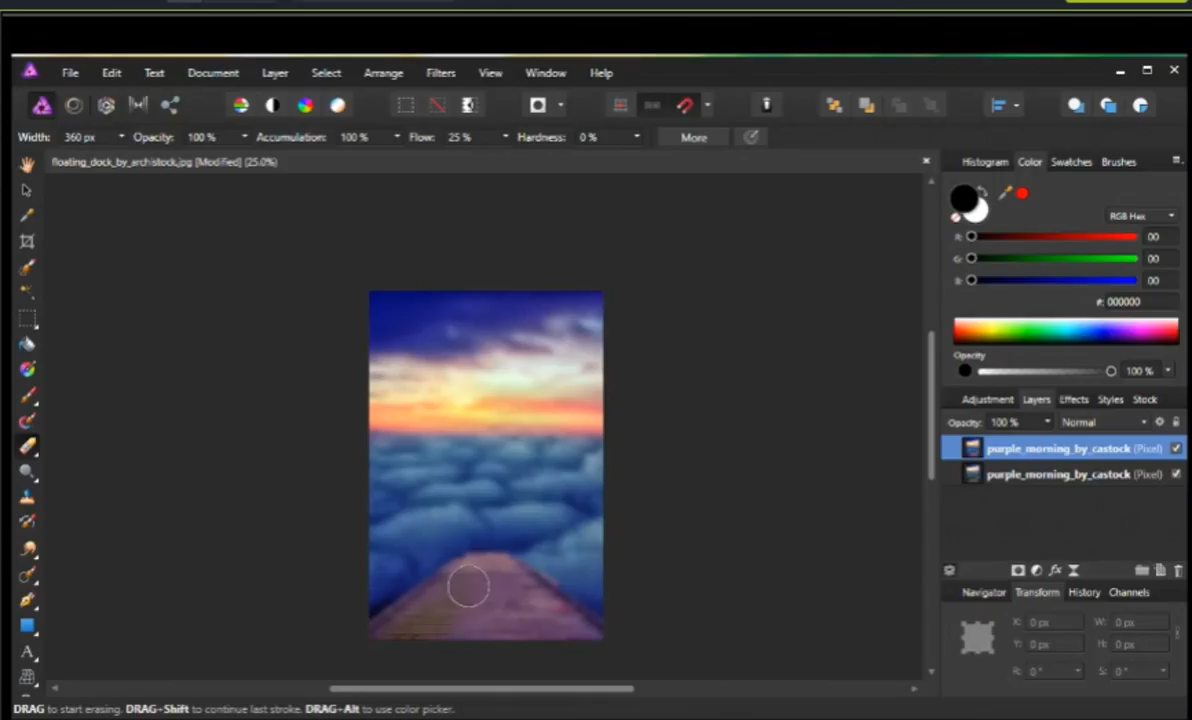 File Edit Text Document Layer Select Arrange Filters View Window Help
Width: 360 px Opacity: 100 % Accumulation: 100 % Flow: 25 % Hardness: 0 % More
floating_dock_by_archistock.jpg [Modified] (25.0%)
Histogram Color Swatches Brushes
RGB Hex
R: 00
G: 00
B: 00
#: 000000
Opacity
100 %
Adjustment Layers Effects Styles Stock
Opacity: 100 % Normal
purple_morning_by_castock (Pixel)
purple_morning_by_castock (Pixel)
fx
Navigator Transform History Channels
X: 0 px W: 0 px
Y: 0 px H: 0 px
R: 0 ° S: 0 °
A
DRAG to start erasing. DRAG+Shift to continue last stroke. DRAG+Alt to use color picker.